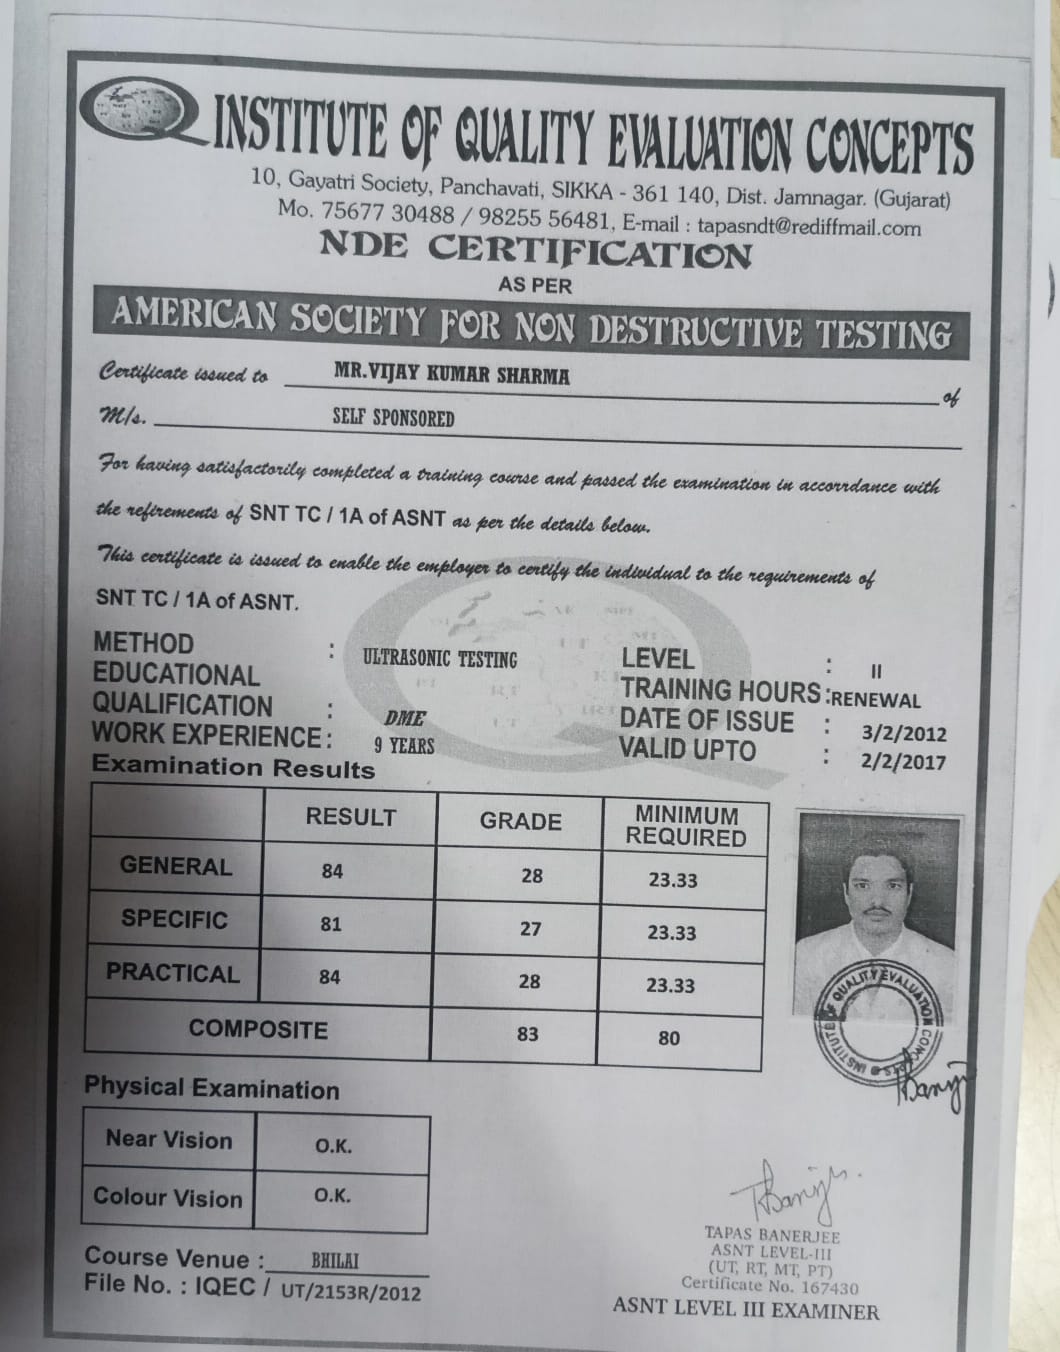 INSTITUTE OF QUALITY EVALUATION CONCEPTS
10, Gayatri Society, Panchavati, SIKKA - 361 140, Dist. Jamnagar. (Gujarat)
Mo. 75677 30488 / 98255 56481, E-mail : tapasndt@rediffmail.com
NDE CERTIFICATION
AS PER
AMERICAN SOCIETY FOR NON DESTRUCTIVE TESTING
Certificate issued to MR.VIJAY KUMAR SHARMA of
M/s. SELF SPONSORED
For having satisfactorily completed a training course and passed the examination in accorrdance with
the refirements of SNT TC / 1A of ASNT as per the details below.
This certificate is issued to enable the employer to certify the individual to the requirements of
SNT TC / 1A of ASNT.
METHOD : ULTRASONIC TESTING LEVEL : II
EDUCATIONAL TRAINING HOURS : RENEWAL
QUALIFICATION : DME DATE OF ISSUE : 3/2/2012
WORK EXPERIENCE : 9 YEARS VALID UPTO : 2/2/2017
Examination Results
RESULT GRADE MINIMUM REQUIRED
GENERAL 84 28 23.33
SPECIFIC 81 27 23.33
PRACTICAL 84 28 23.33
COMPOSITE 83 80
INSTITUTE OF QUALITY EVALUATION CONCEPTS
Physical Examination
Near Vision O.K.
Colour Vision O.K.
TAPAS BANERJEE
ASNT LEVEL-III
(UT, RT, MT, PT)
Certificate No. 167430
ASNT LEVEL III EXAMINER
Course Venue : BHILAI
File No. : IQEC / UT/2153R/2012